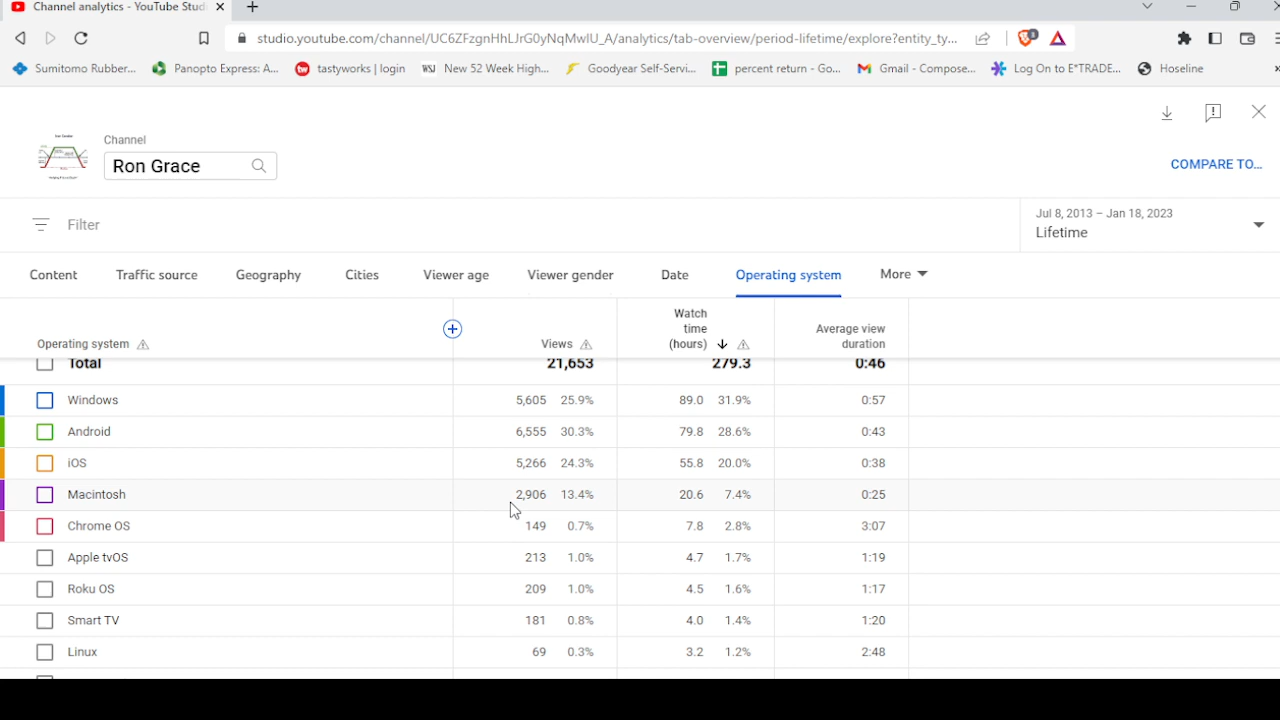 Channel analytics - YouTube Stud
studio.youtube.com/channel/UC6ZFzgnHhLJrG0yNqMwIU_A/analytics/tab-overview/period-lifetime/explore?entity_ty...
Sumitomo Rubber... Panopto Express: A... tastyworks | login New 52 Week High... Goodyear Self-Servi... percent return - Go... Gmail - Compose... Log On to E*TRADE... Hoseline
Channel
Ron Grace
COMPARE TO...
Filter
Jul 8, 2013 – Jan 18, 2023
Lifetime
Content Traffic source Geography Cities Viewer age Viewer gender Date Operating system More
Operating system Views Watch time (hours) Average view duration
Total 21,653 279.3 0:46
Windows 5,605 25.9% 89.0 31.9% 0:57
Android 6,555 30.3% 79.8 28.6% 0:43
iOS 5,266 24.3% 55.8 20.0% 0:38
Macintosh 2,906 13.4% 20.6 7.4% 0:25
Chrome OS 149 0.7% 7.8 2.8% 3:07
Apple tvOS 213 1.0% 4.7 1.7% 1:19
Roku OS 209 1.0% 4.5 1.6% 1:17
Smart TV 181 0.8% 4.0 1.4% 1:20
Linux 69 0.3% 3.2 1.2% 2:48